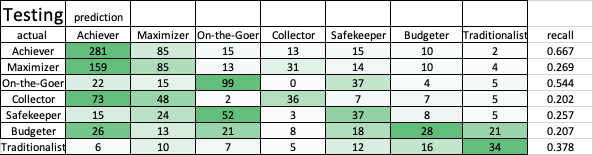 Testing prediction
actual Achiever Maximizer On-the-Goer Collector Safekeeper Budgeter Traditionalist recall
Achiever 281 85 15 13 15 10 2 0.667
Maximizer 159 85 13 31 14 10 4 0.269
On-the-Goer 22 15 99 0 37 4 5 0.544
Collector 73 48 2 36 7 7 5 0.202
Safekeeper 15 24 52 3 37 8 5 0.257
Budgeter 26 13 21 8 18 28 21 0.207
Traditionalist 6 10 7 5 12 16 34 0.378